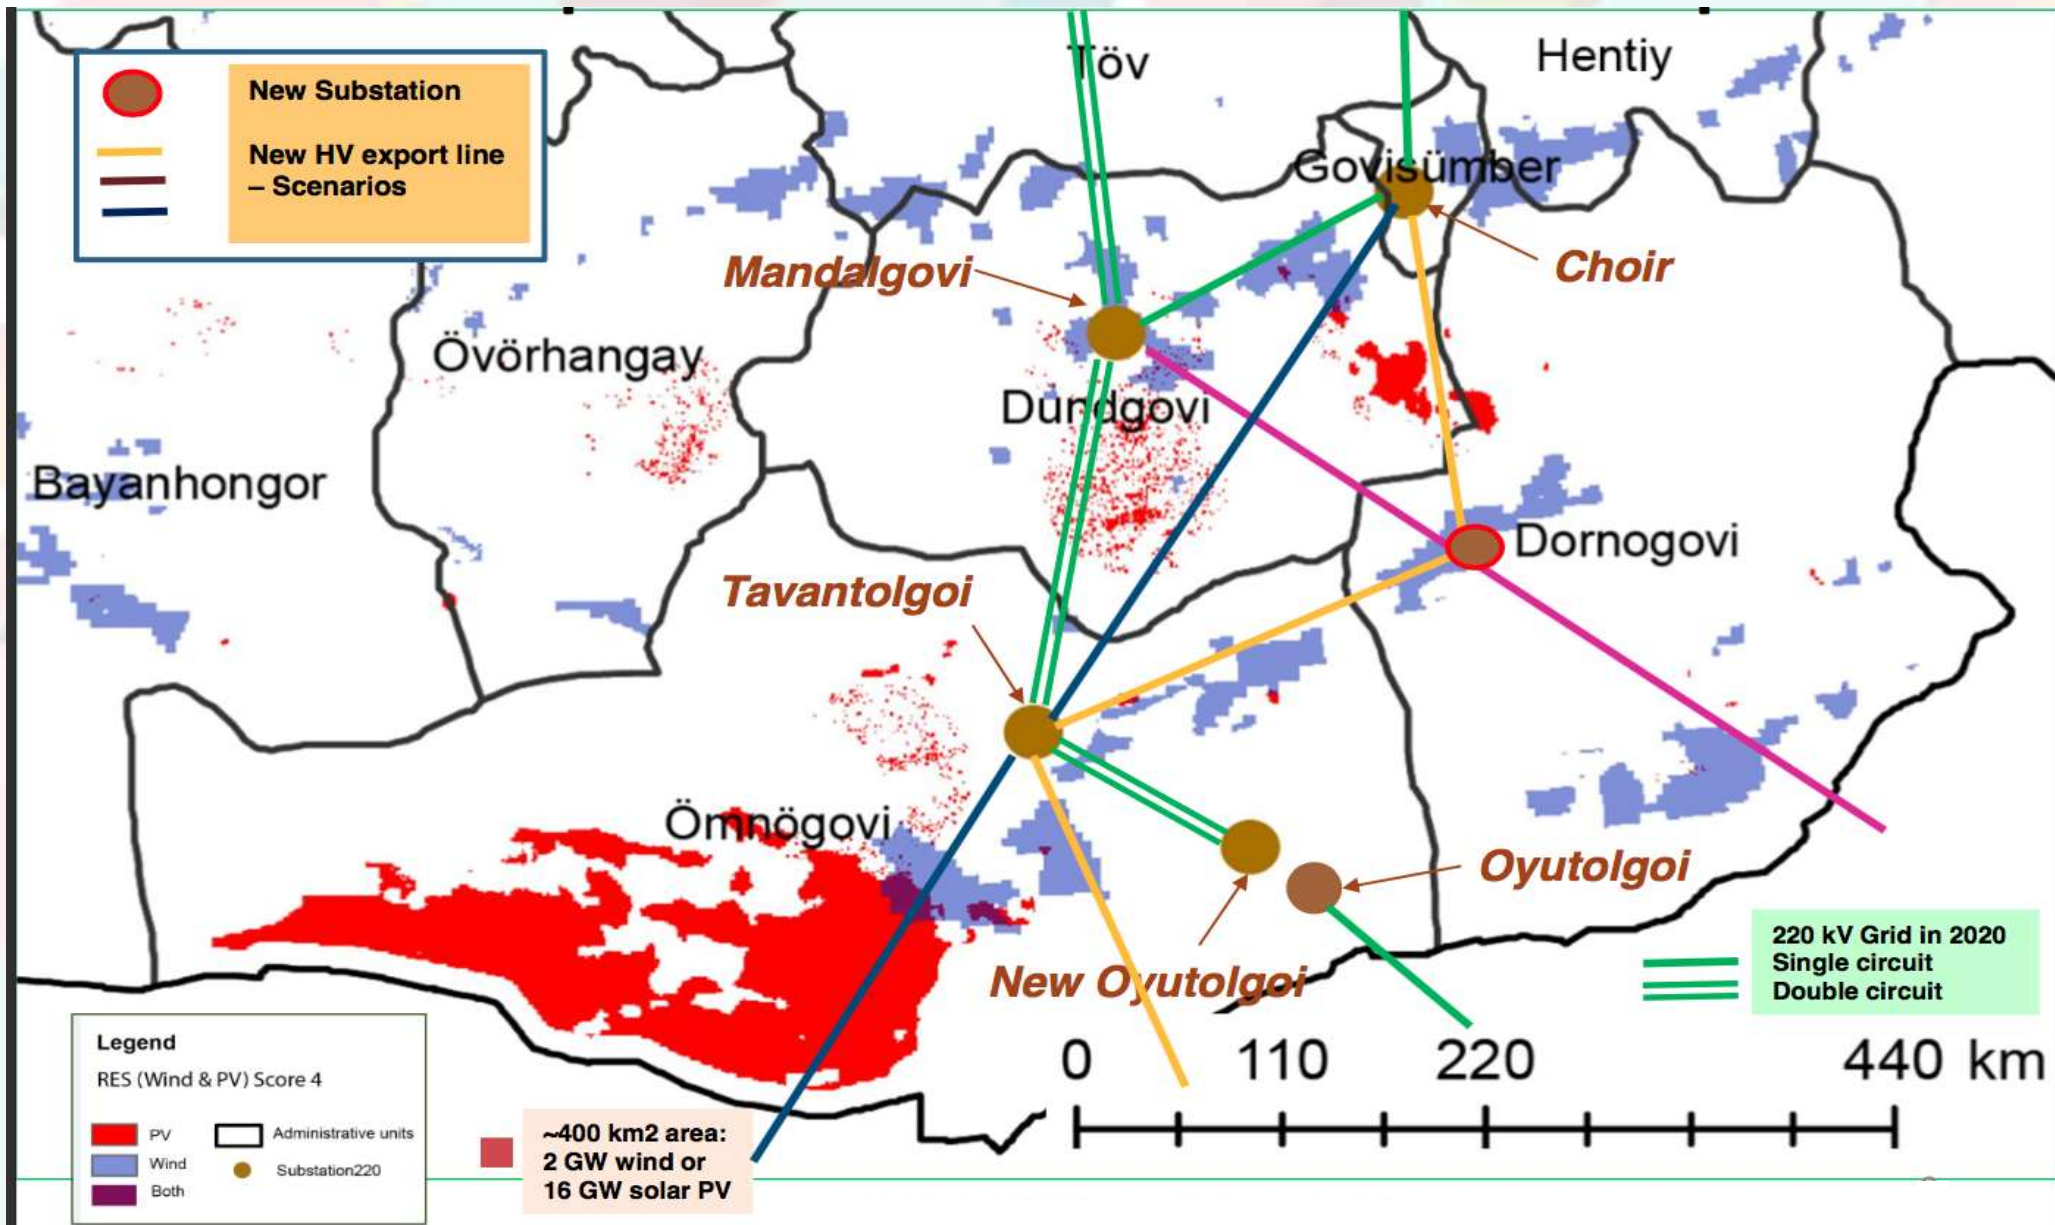 New Substation
New HV export line
– Scenarios
Töv
Hentiy
Govisümber
Choir
Mandalgovi
Övörhangay
Dundgovi
Bayanhongor
Dornogovi
Tavantolgoi
Ömnögovi
Oyutolgoi
New Oyutolgoi
220 kV Grid in 2020
Single circuit
Double circuit
0 110 220 440 km
Legend
RES (Wind & PV) Score 4
PV
Administrative units
Wind
Substation220
Both
~400 km2 area:
2 GW wind or
16 GW solar PV